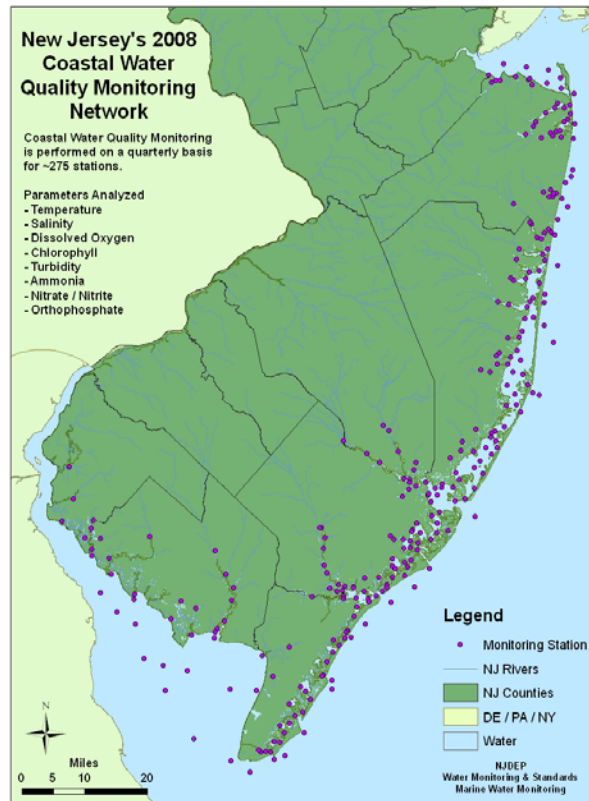 New Jersey's 2008
Coastal Water
Quality Monitoring
Network
Coastal Water Quality Monitoring
is performed on a quarterly basis
for ~275 stations.
Parameters Analyzed
- Temperature
- Salinity
- Dissolved Oxygen
- Chlorophyll
- Turbidity
- Ammonia
- Nitrate / Nitrite
- Orthophosphate
Legend
Monitoring Station
NJ Rivers
NJ Counties
DE / PA / NY
Water
NJDEP
Water Monitoring & Standards
Marine Water Monitoring
N
Miles
0 5 10 20